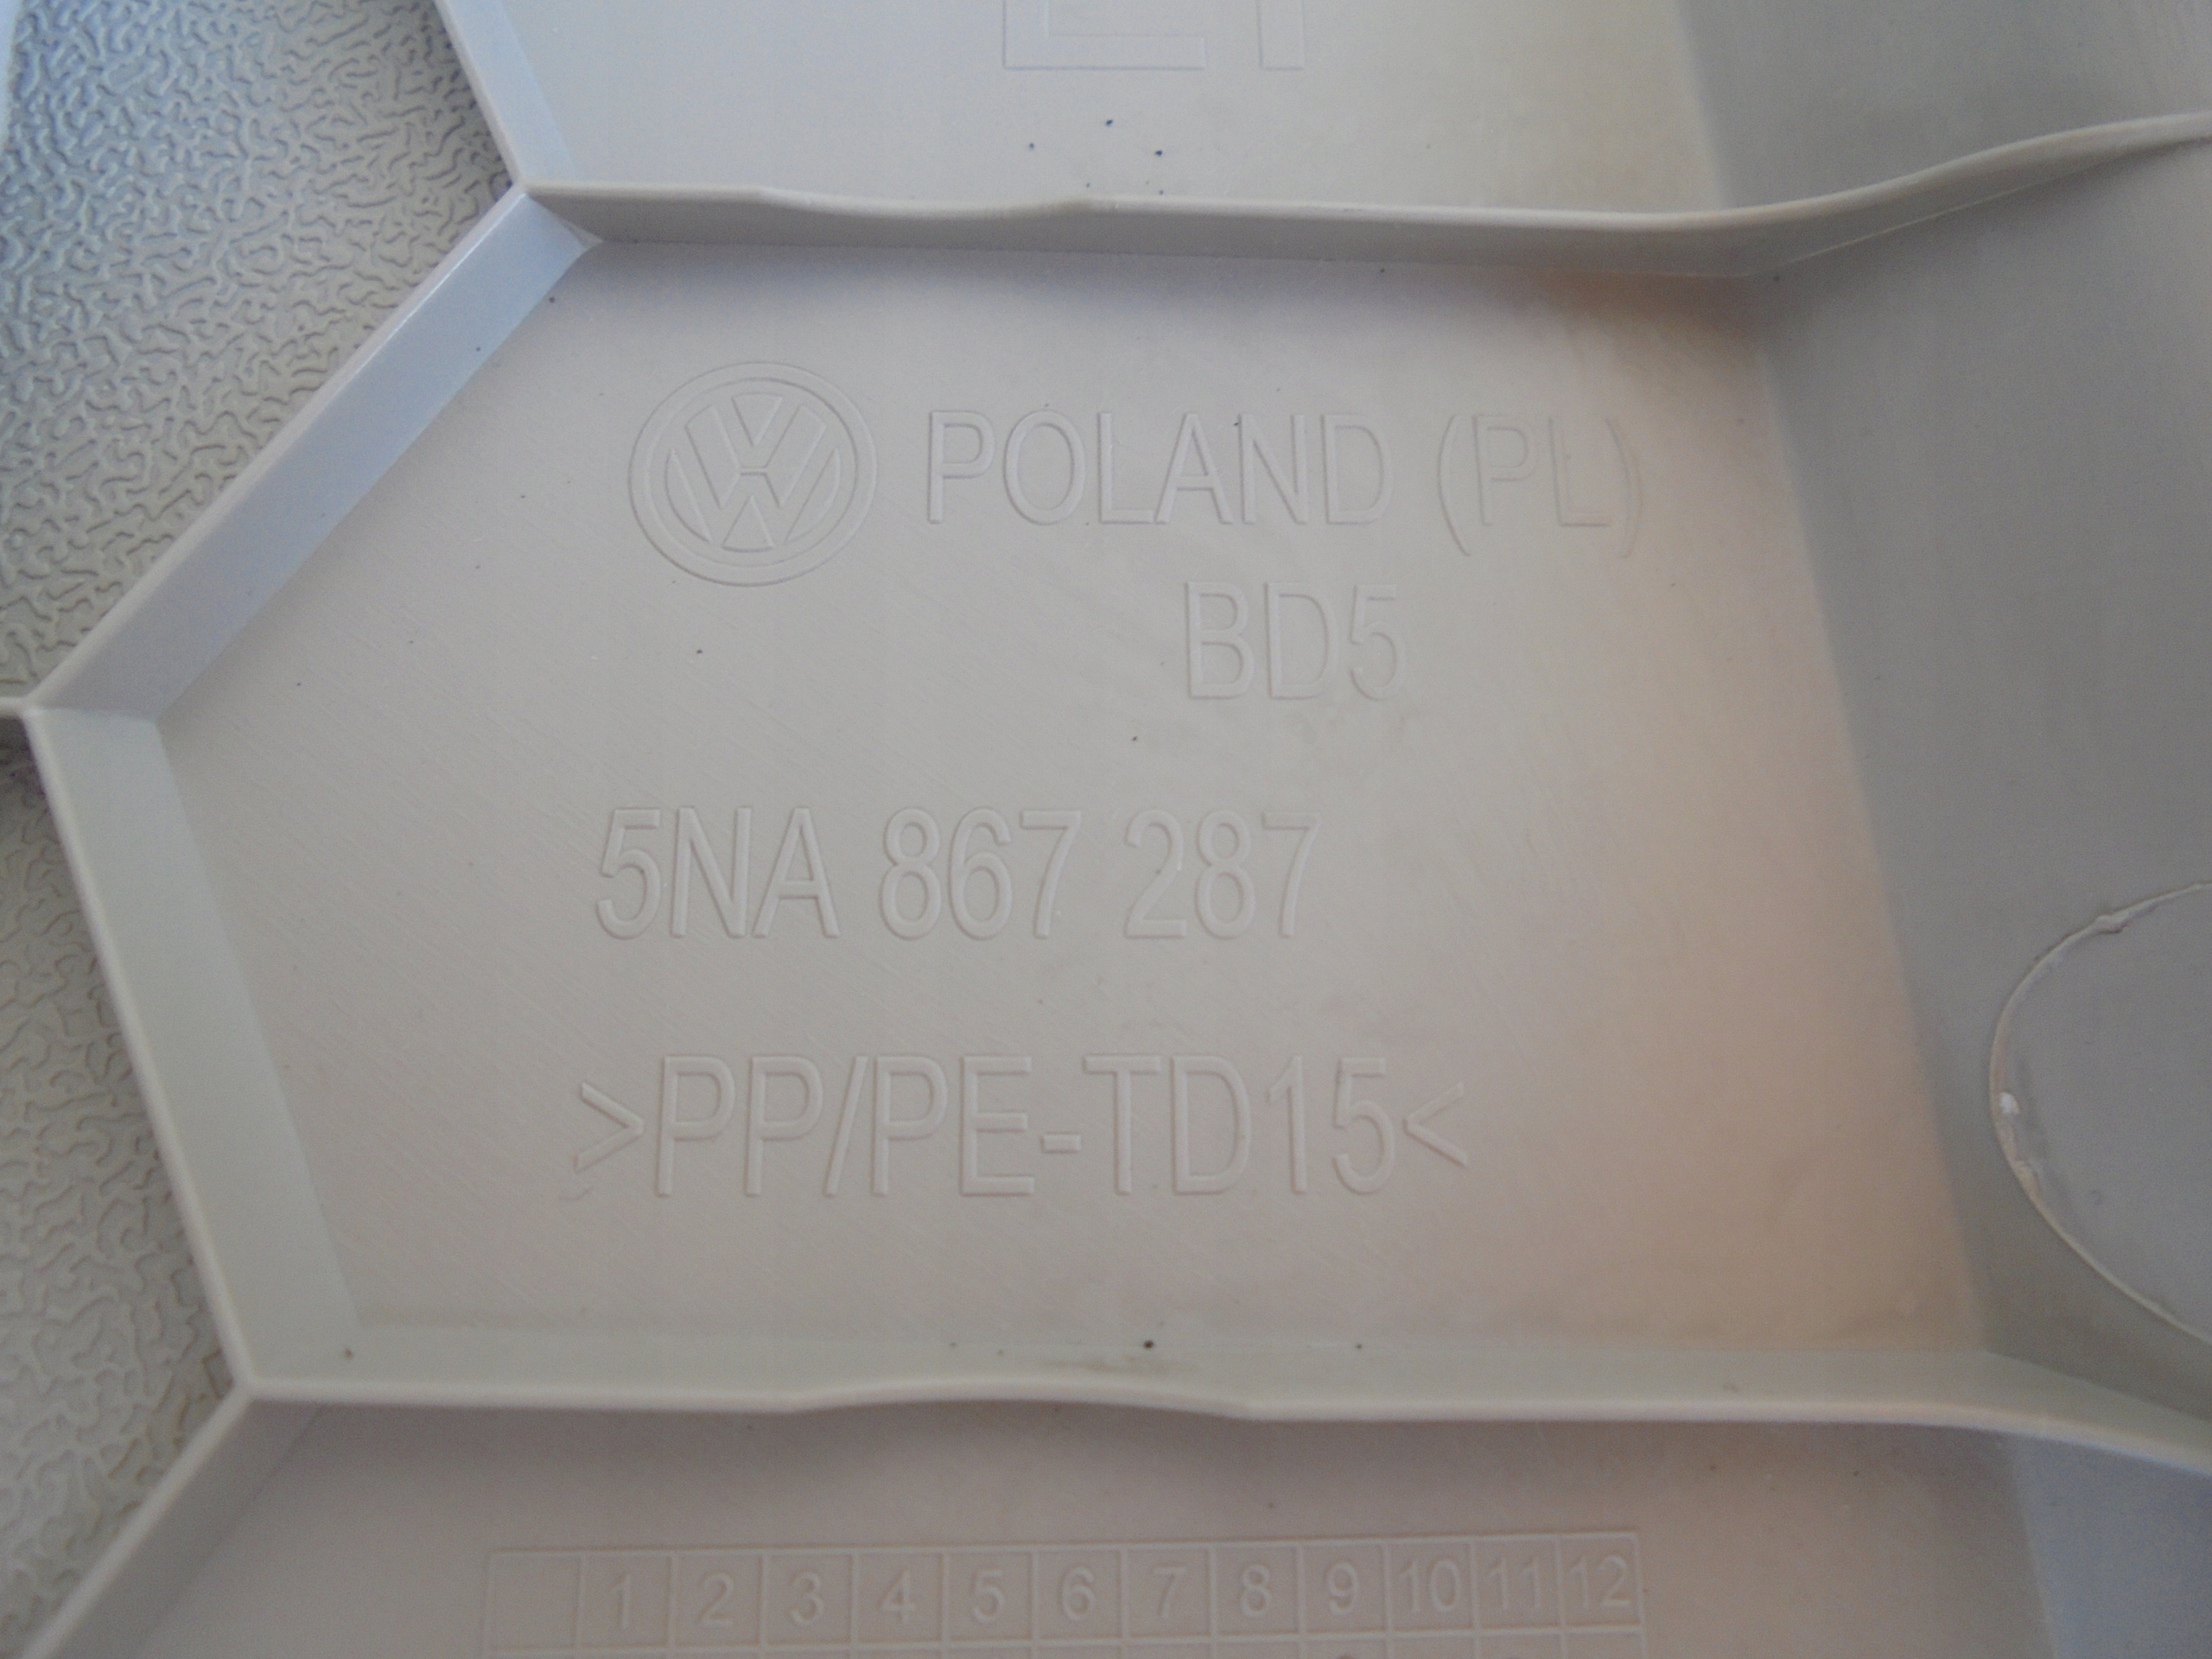 POLAND (PL)
BD5
5NA 867 287
>PP/PE-TD15<
1 2 3 4 5 6 7 8 9 10 11 12